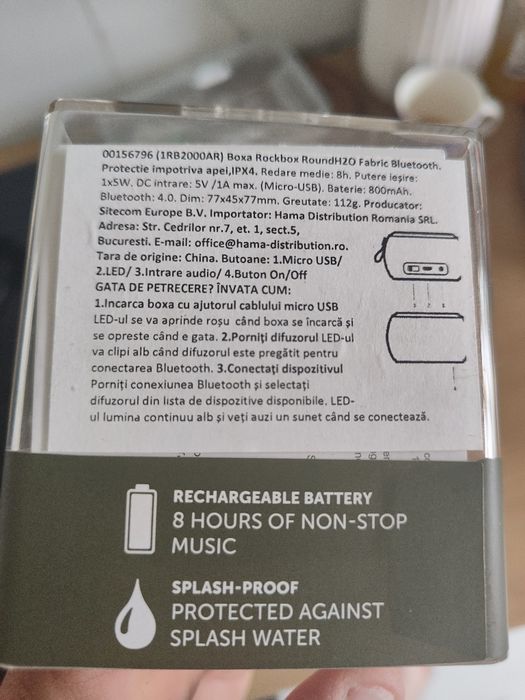 00156796 (1RB2000AR) Boxa Rockbox RoundH2O Fabric Bluetooth.
Protectie impotriva apei,IPX4. Redare medie: 8h. Putere ieșire:
1x5W. DC intrare: 5V /1A max. (Micro-USB). Baterie: 800mAh.
Bluetooth: 4.0. Dim: 77x45x77mm. Greutate: 112g. Producator:
Sitecom Europe B.V. Importator: Hama Distribution Romania SRL.
Adresa: Str. Cedrilor nr.7, et. 1, sect.5,
Bucuresti. E-mail: office@hama-distribution.ro.
Tara de origine: China. Butoane: 1.Micro USB/
2.LED/ 3.Intrare audio/ 4.Buton On/Off
GATA DE PETRECERE? ÎNVATA CUM:
1.Incarca boxa cu ajutorul cablului micro USB
LED-ul se va aprinde roșu când boxa se încarcă și
se opreste când e gata. 2.Porniți difuzorul LED-ul
va clipi alb când difuzorul este pregătit pentru
conectarea Bluetooth. 3.Conectați dispozitivul
Porniți conexiunea Bluetooth și selectați
difuzorul din lista de dispozitive disponibile. LED-
ul lumina continuu alb și veți auzi un sunet când se conectează.
RECHARGEABLE BATTERY
8 HOURS OF NON-STOP
MUSIC
SPLASH-PROOF
PROTECTED AGAINST
SPLASH WATER